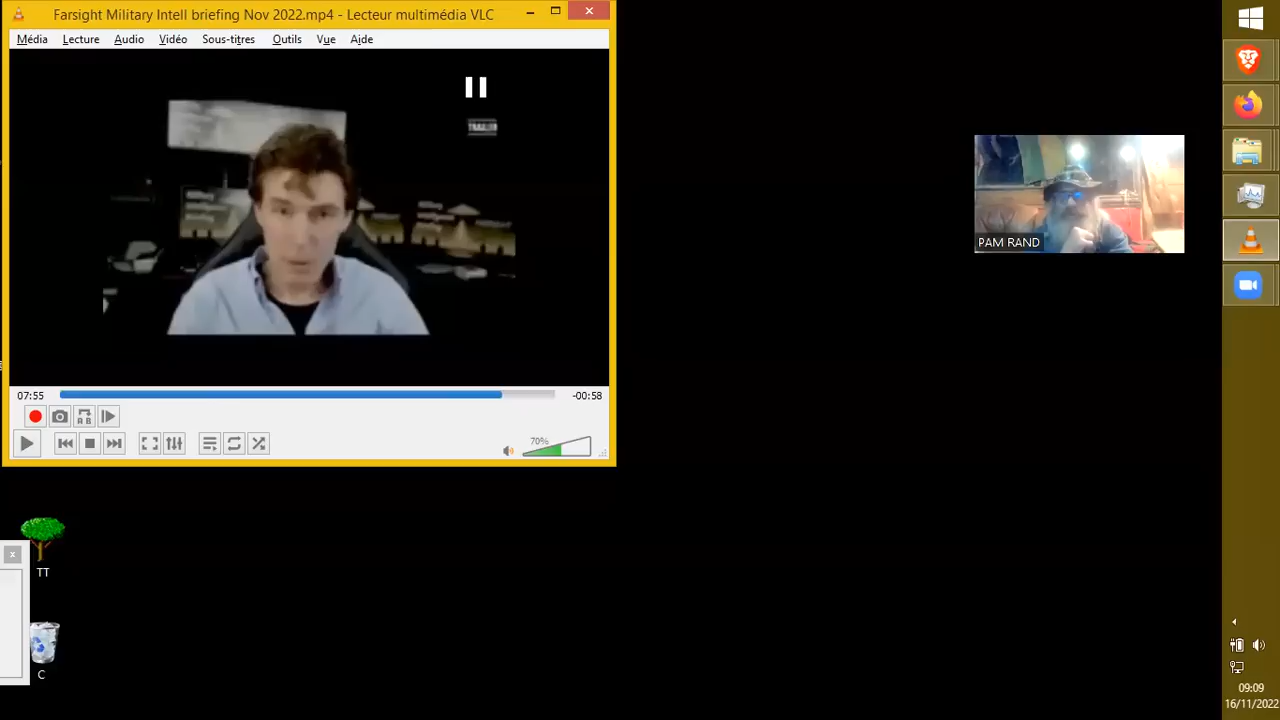 Farsight Military Intell briefing Nov 2022.mp4 - Lecteur multimédia VLC
Média Lecture Audio Vidéo Sous-titres Outils Vue Aide
PAM RAND
07:55
-00:58
70%
TT
C
09:09
16/11/2022